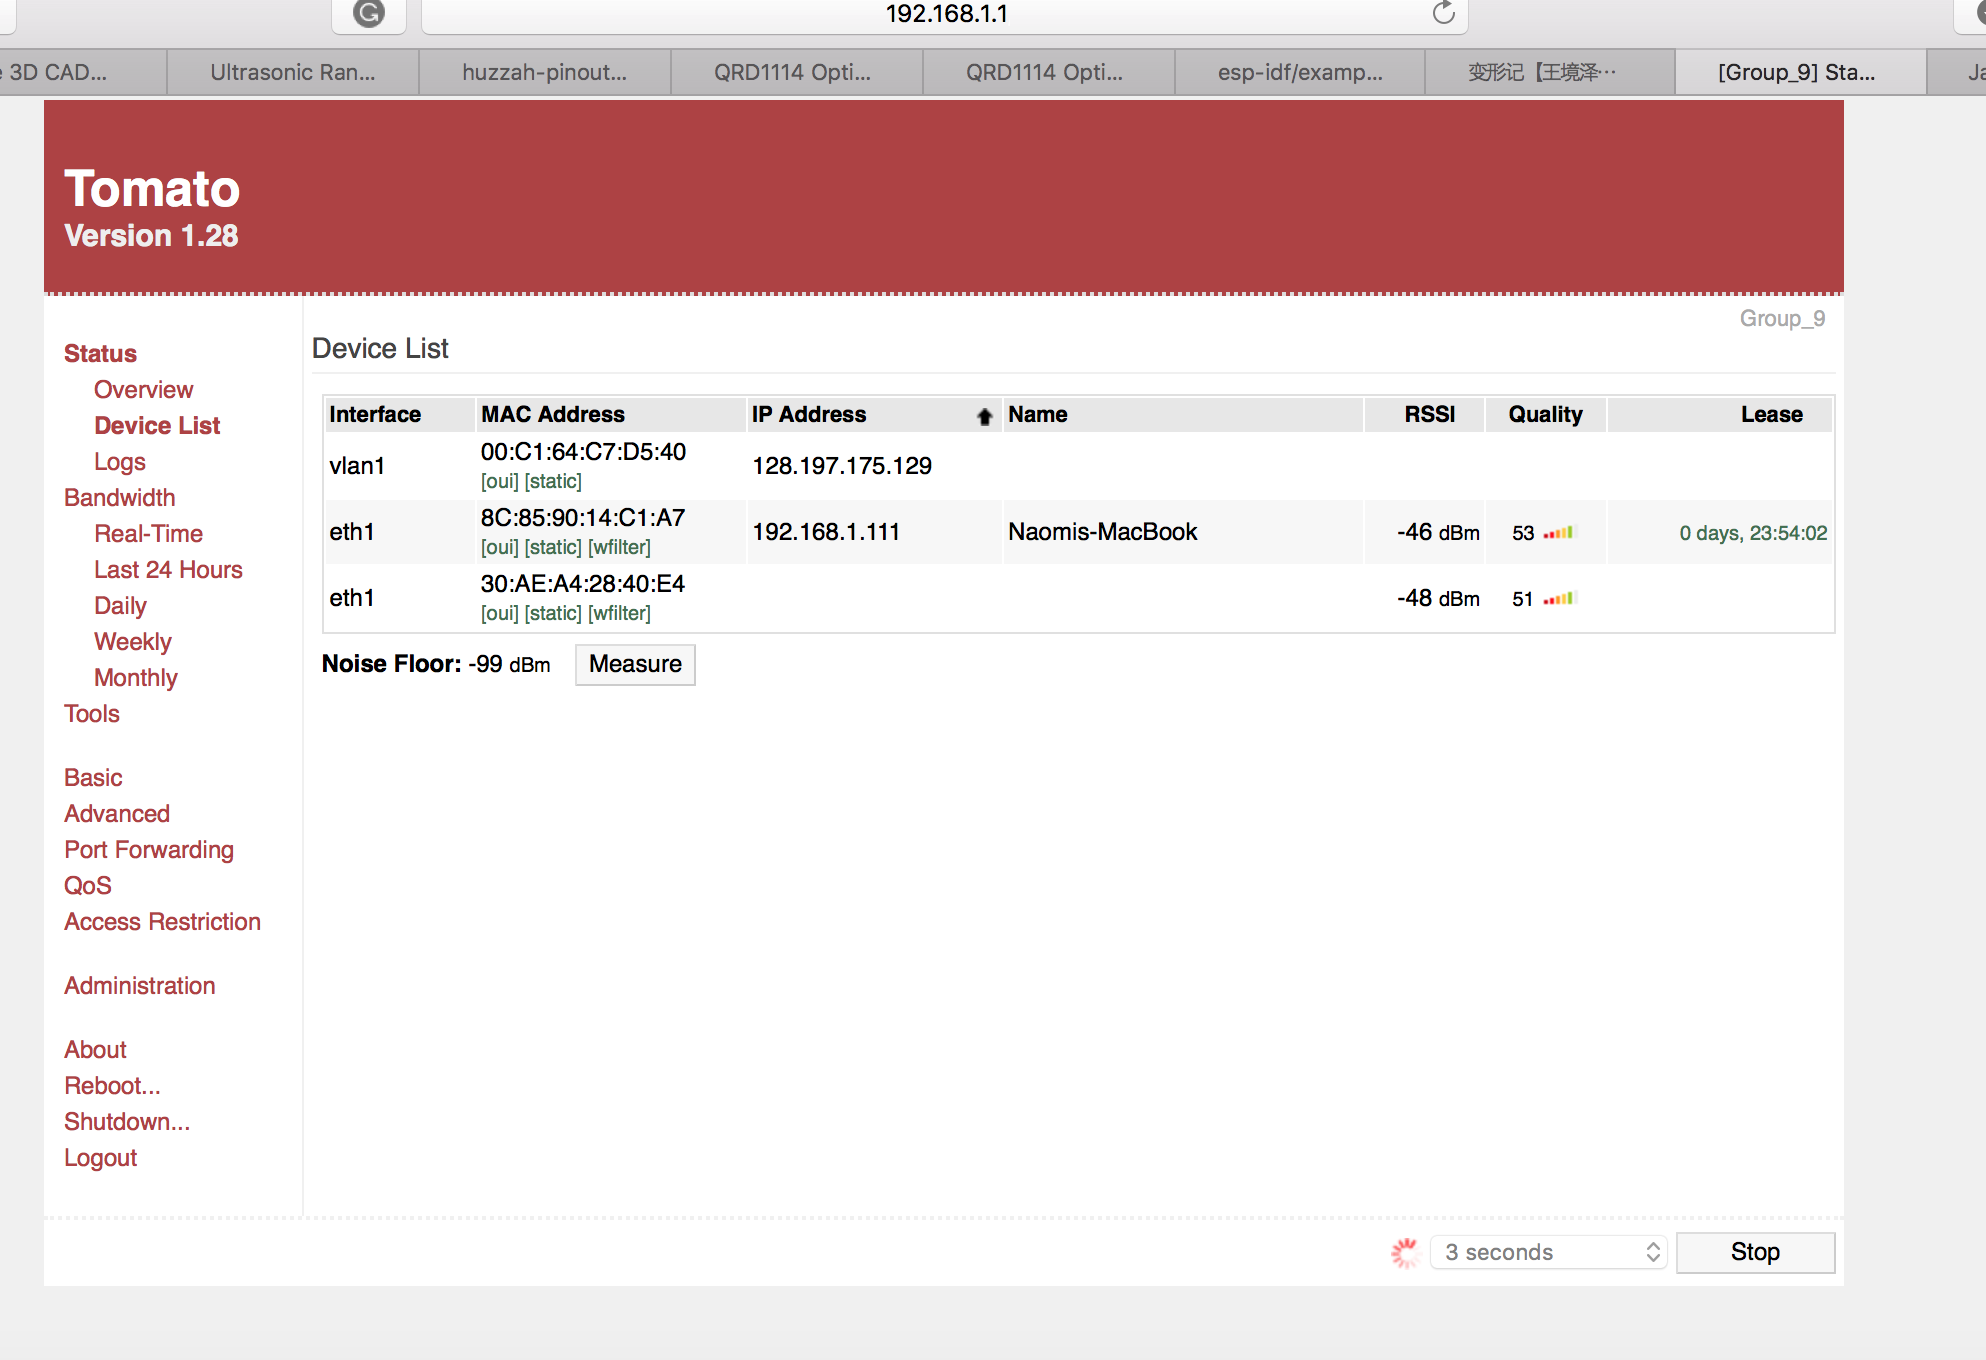 192.168.1.1
3D CAD...
Ultrasonic Ran...
huzzah-pinout...
QRD1114 Opti...
QRD1114 Opti...
esp-idf/examp...
变形记【王境泽…
[Group_9] Sta...
Tomato
Version 1.28
Group_9
Status
Overview
Device List
Logs
Bandwidth
Real-Time
Last 24 Hours
Daily
Weekly
Monthly
Tools
Basic
Advanced
Port Forwarding
QoS
Access Restriction
Administration
About
Reboot...
Shutdown...
Logout
Device List
Interface MAC Address IP Address Name RSSI Quality Lease
vlan1 00:C1:64:C7:D5:40 128.197.175.129
[oui] [static]
eth1 8C:85:90:14:C1:A7 192.168.1.111 Naomis-MacBook -46 dBm 53 0 days, 23:54:02
[oui] [static] [wfilter]
eth1 30:AE:A4:28:40:E4 -48 dBm 51
[oui] [static] [wfilter]
Noise Floor: -99 dBm Measure
3 seconds Stop